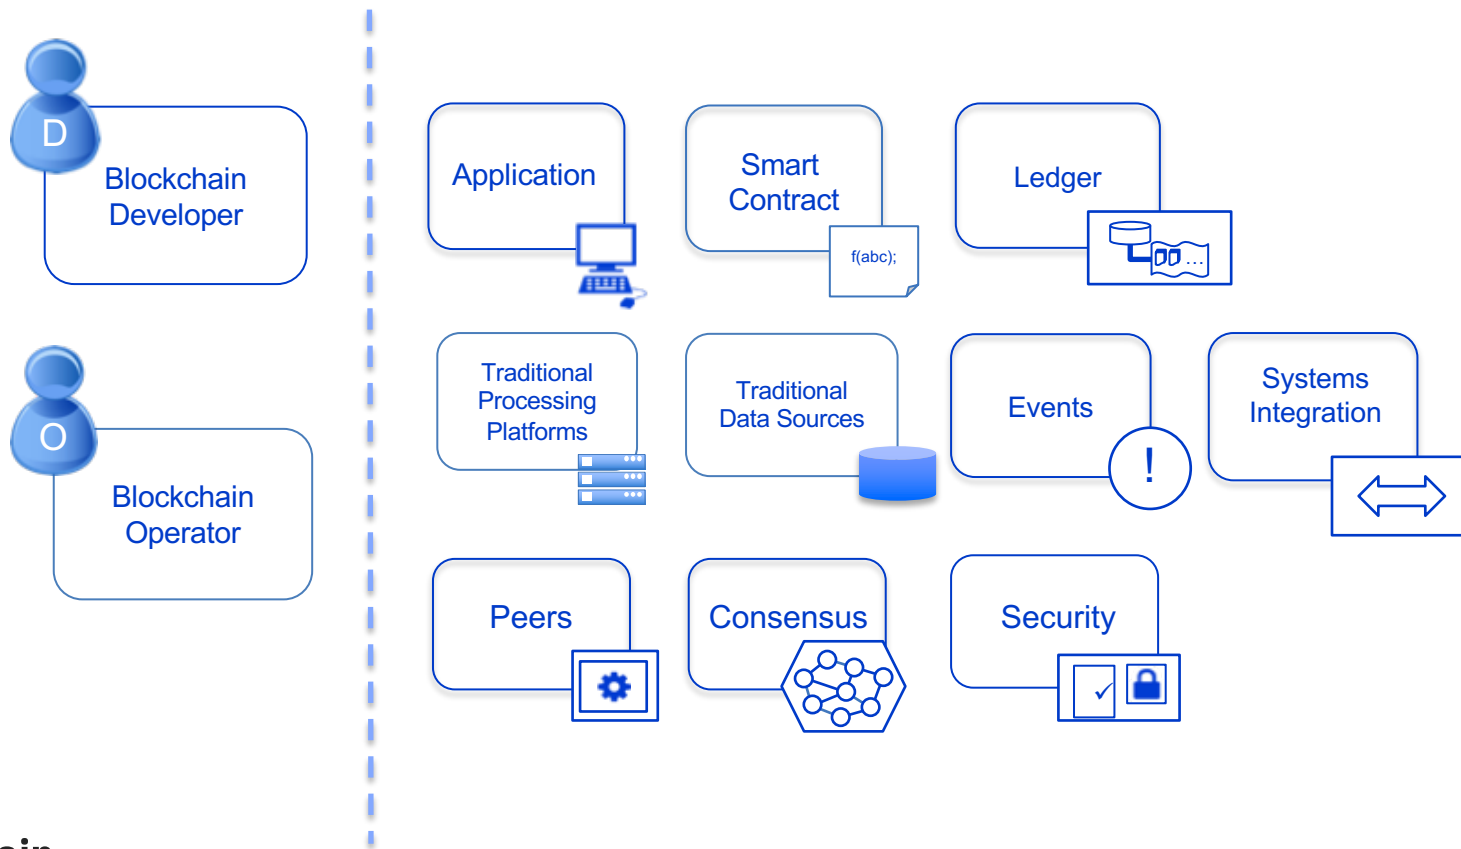 D
Blockchain
Developer
Application
Smart
Contract
f(abc);
Ledger
...
O
Blockchain
Operator
Traditional
Processing
Platforms
Traditional
Data Sources
Events
!
Systems
Integration
Peers
Consensus
Security
✓